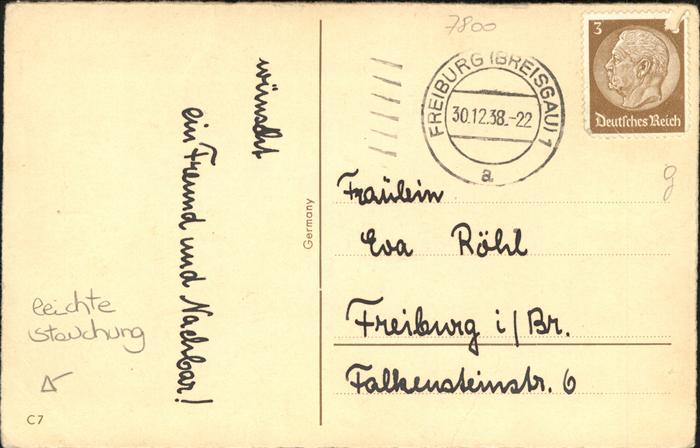 wünscht
ein Freund und Nachbar!
leichte
Stauchung
C7
Germany
7800
FREIBURG (BREISGAU) 1
30.12.38.-22
a
3
Deutsches Reich
g
Fräulein
Eva Röhl
Freiburg i/Br.
Falkensteinstr. 6